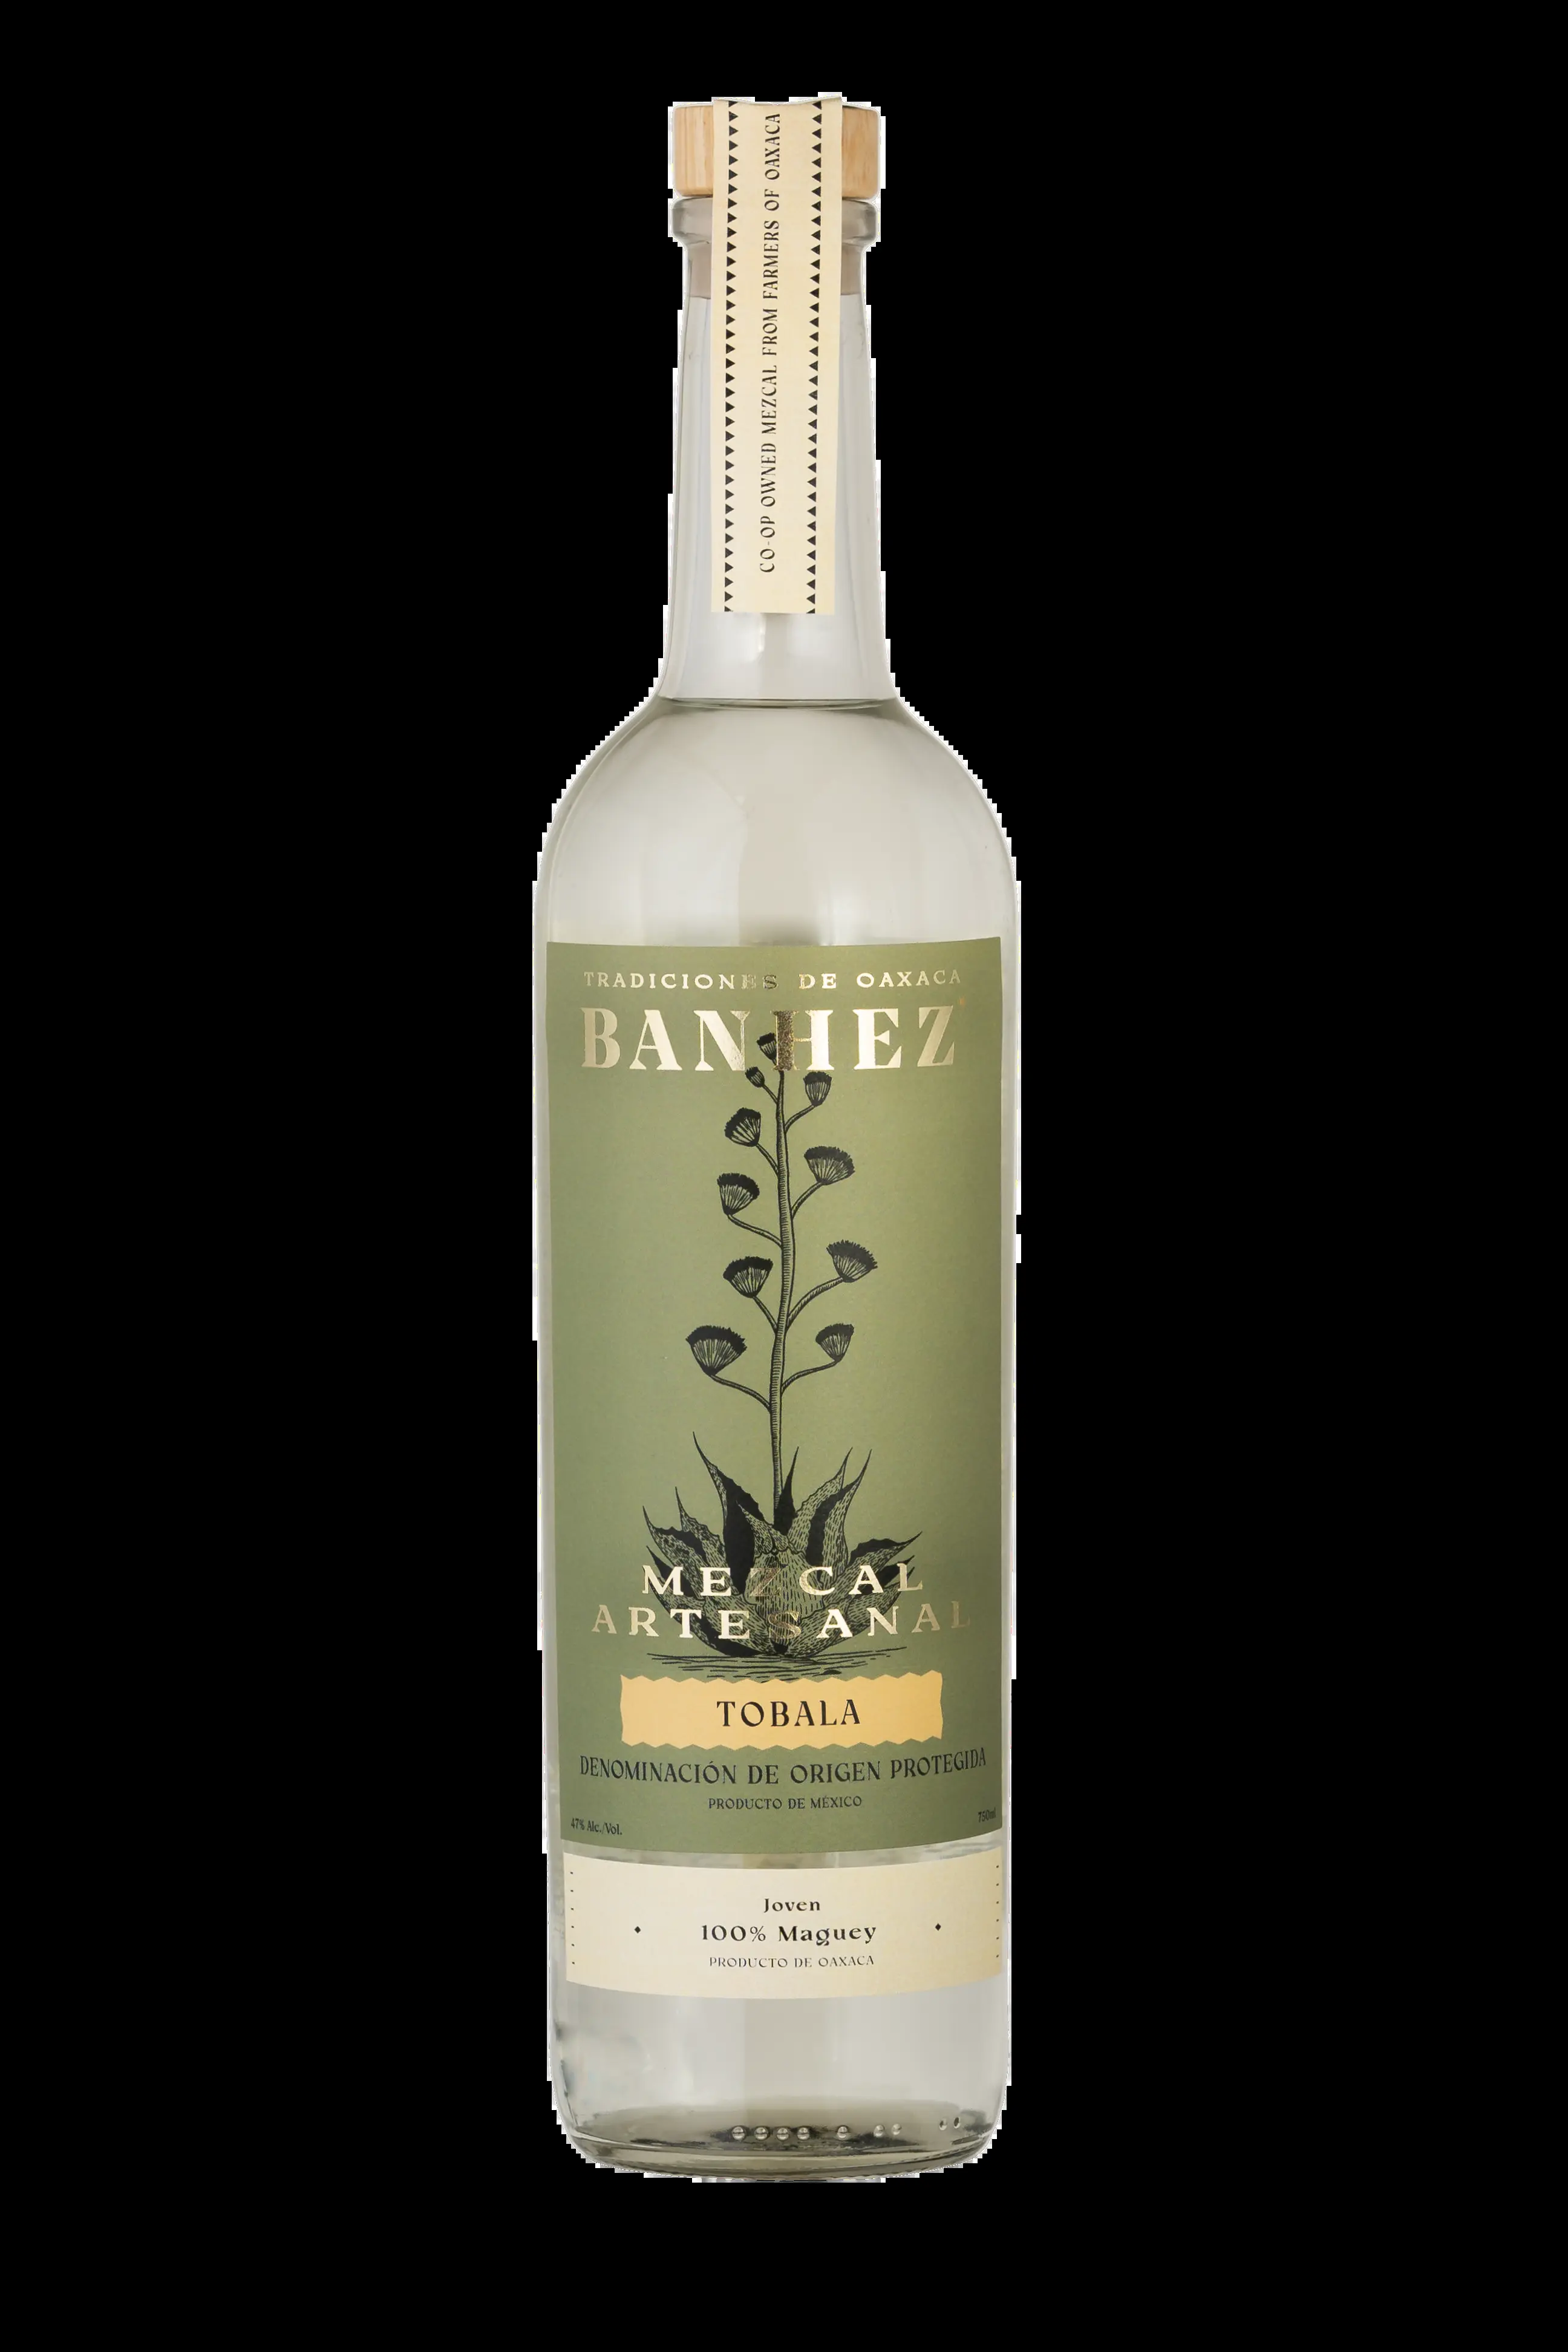 CO-OP OWNED MEZCAL FROM FARMERS OF OAXACA
TRADICIONES DE OAXACA
BANHEZ
MEZCAL
ARTESANAL
TOBALA
DENOMINACIÓN DE ORIGEN PROTEGIDA
PRODUCTO DE MÉXICO
47% Alc./Vol.
750ml
Joven
100% Maguey
PRODUCTO DE OAXACA